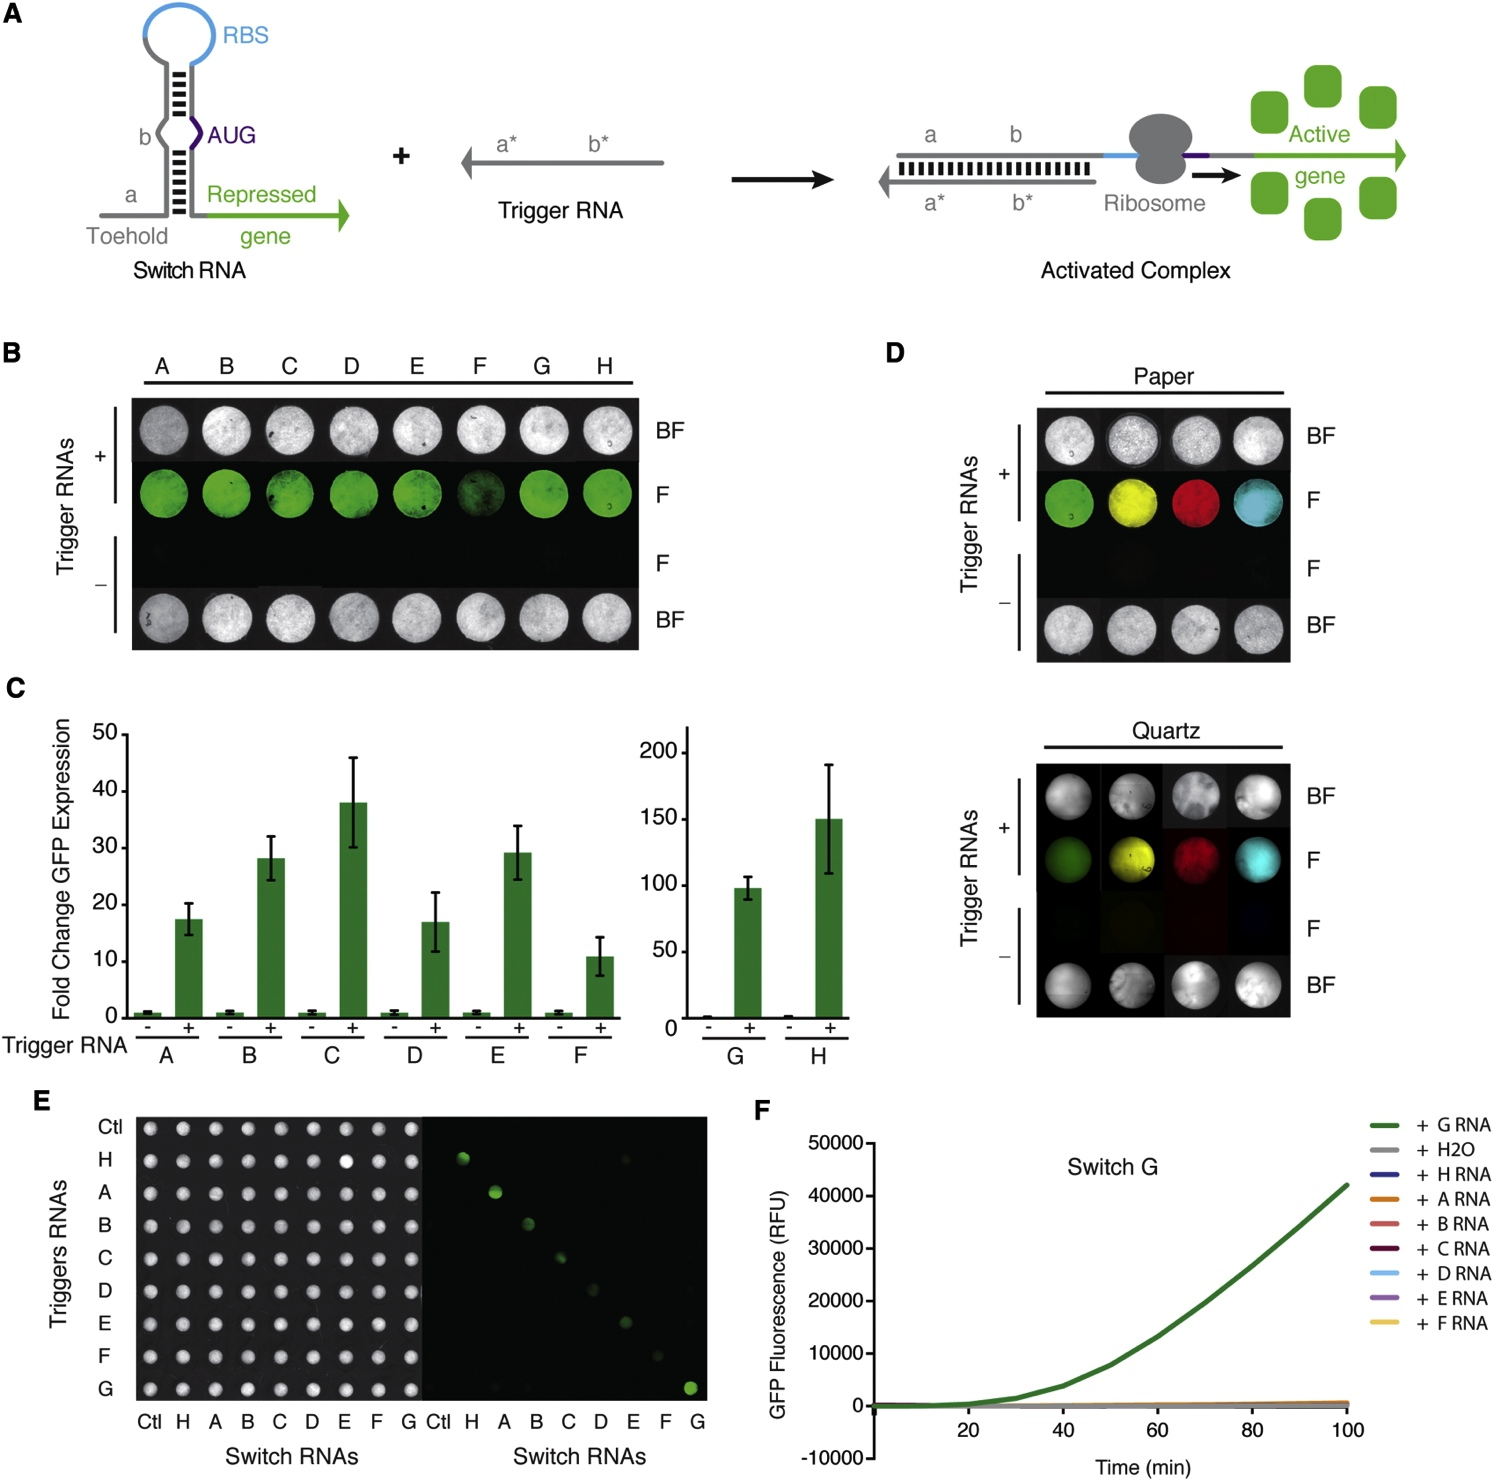 A
RBS
b
AUG
a
Repressed
Toehold
gene
Switch RNA
+
a* b*
Trigger RNA
a b
Active
gene
a* b*
Ribosome
Activated Complex
B
A B C D E F G H
Trigger RNAs
+
–
BF
F
F
BF
C
Fold Change GFP Expression
50
40
30
20
10
0
- + - + - + - + - + - +
Trigger RNA
A B C D E F
200
150
100
50
0
- + - +
G H
D
Paper
Trigger RNAs
+
–
BF
F
F
BF
Quartz
Trigger RNAs
+
–
BF
F
F
BF
E
Triggers RNAs
Ctl
H
A
B
C
D
E
F
G
Ctl H A B C D E F G
Switch RNAs
Ctl H A B C D E F G
Switch RNAs
F
Switch G
GFP Fluorescence (RFU)
50000
40000
30000
20000
10000
0
-10000
20 40 60 80 100
Time (min)
+ G RNA
+ H2O
+ H RNA
+ A RNA
+ B RNA
+ C RNA
+ D RNA
+ E RNA
+ F RNA